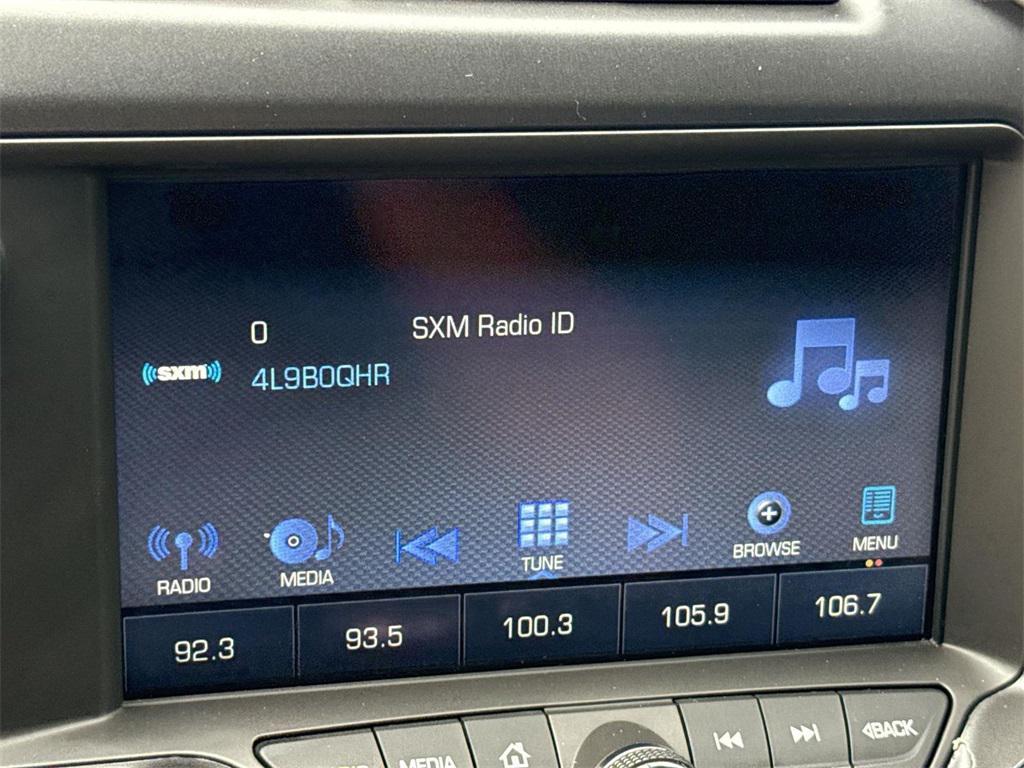 0 SXM Radio ID
sxm 4L9B0QHR
RADIO MEDIA TUNE BROWSE MENU
92.3 93.5 100.3 105.9 106.7
MEDIA BACK